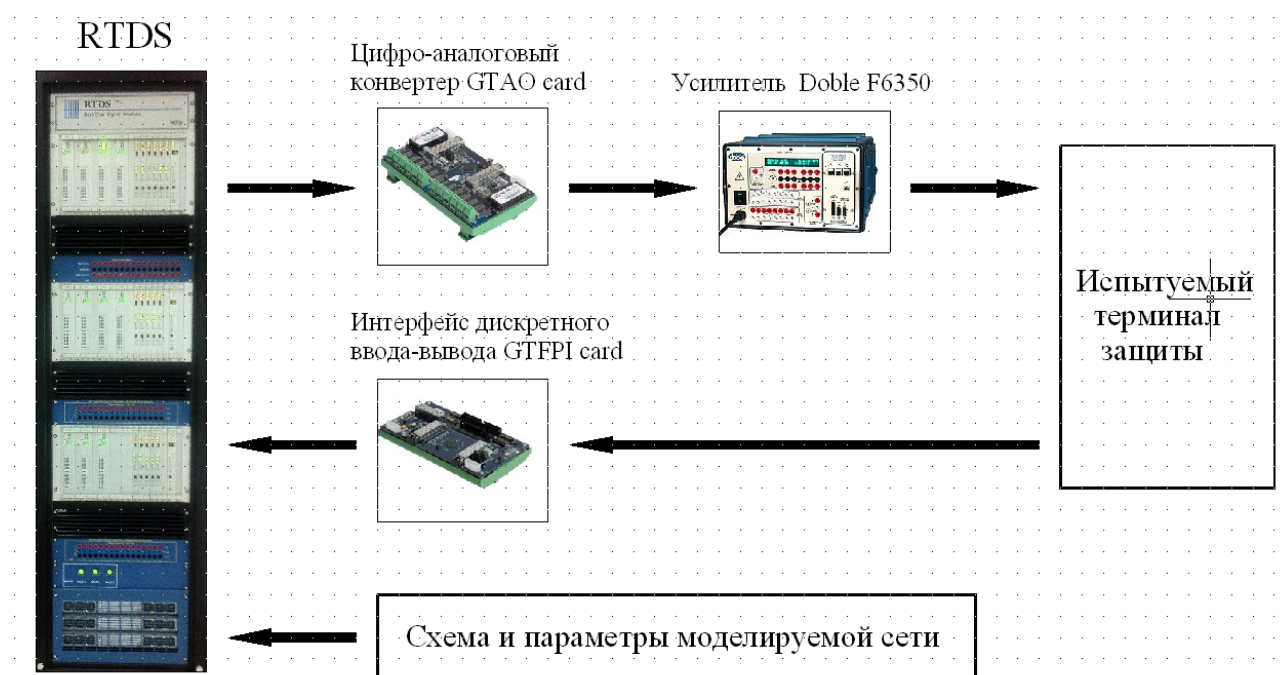 RTDS
Цифро-аналоговый
конвертер GTAO card
Усилитель Doble F6350
RTDS
Испытуемый
терминал
защиты
Интерфейс дискретного
ввода-вывода GTFPI card
Схема и параметры моделируемой сети